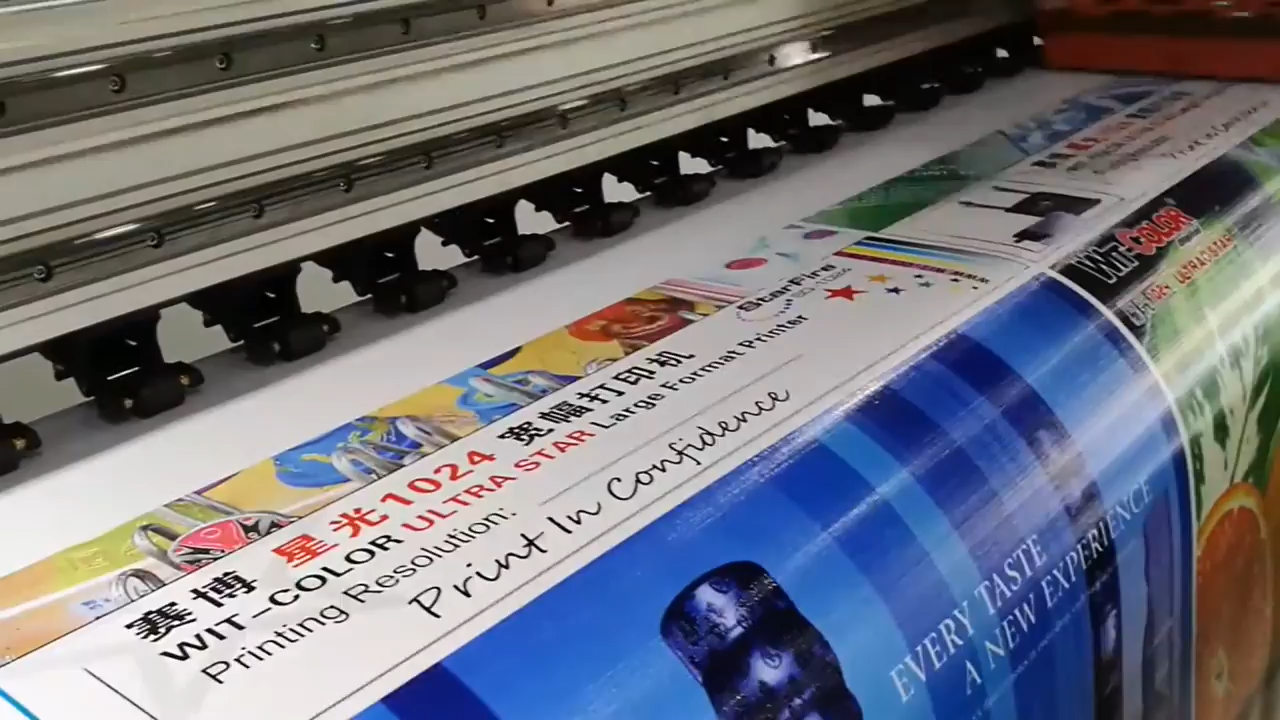 赛博 星光1024 宽幅打印机
WIT-COLOR ULTRA STAR Large Format Printer
Printing Resolution:
Print In Confidence
StarFire
WIT-COLOR
EVERY TASTE
A NEW EXPERIENCE